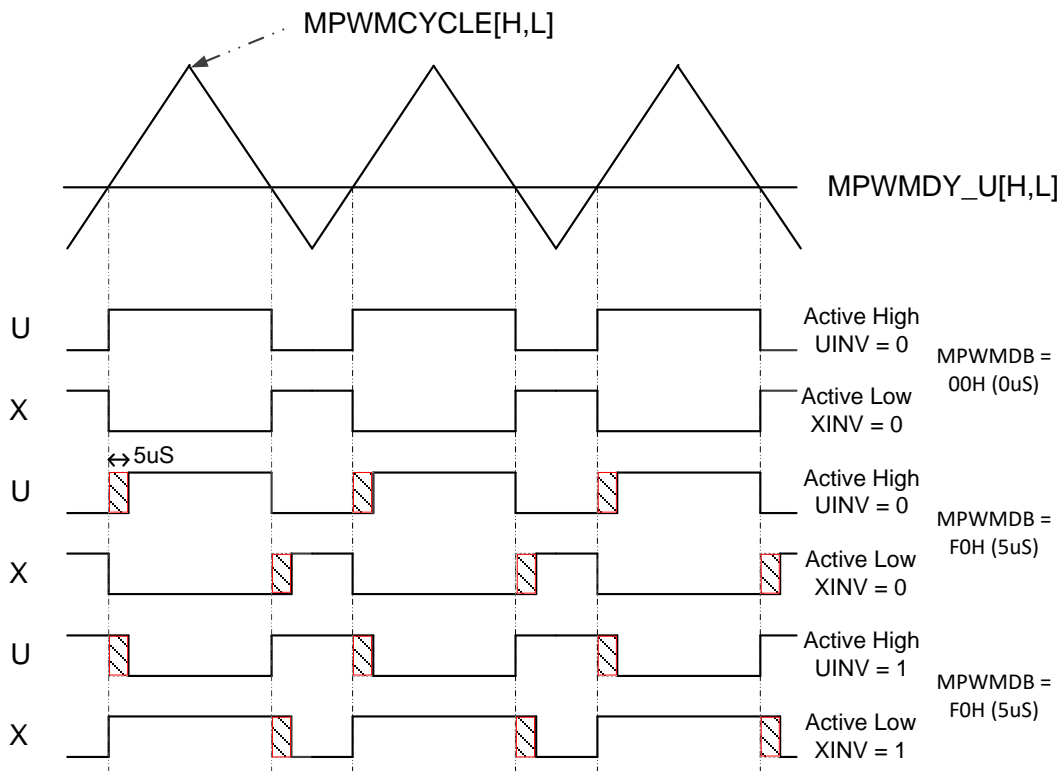 MPWMCYCLE[H,L]
MPWMDY_U[H,L]
U
Active High
UINV = 0
MPWMDB =
00H (0uS)
X
Active Low
XINV = 0
5uS
U
Active High
UINV = 0
MPWMDB =
F0H (5uS)
X
Active Low
XINV = 0
U
Active High
UINV = 1
MPWMDB =
F0H (5uS)
X
Active Low
XINV = 1